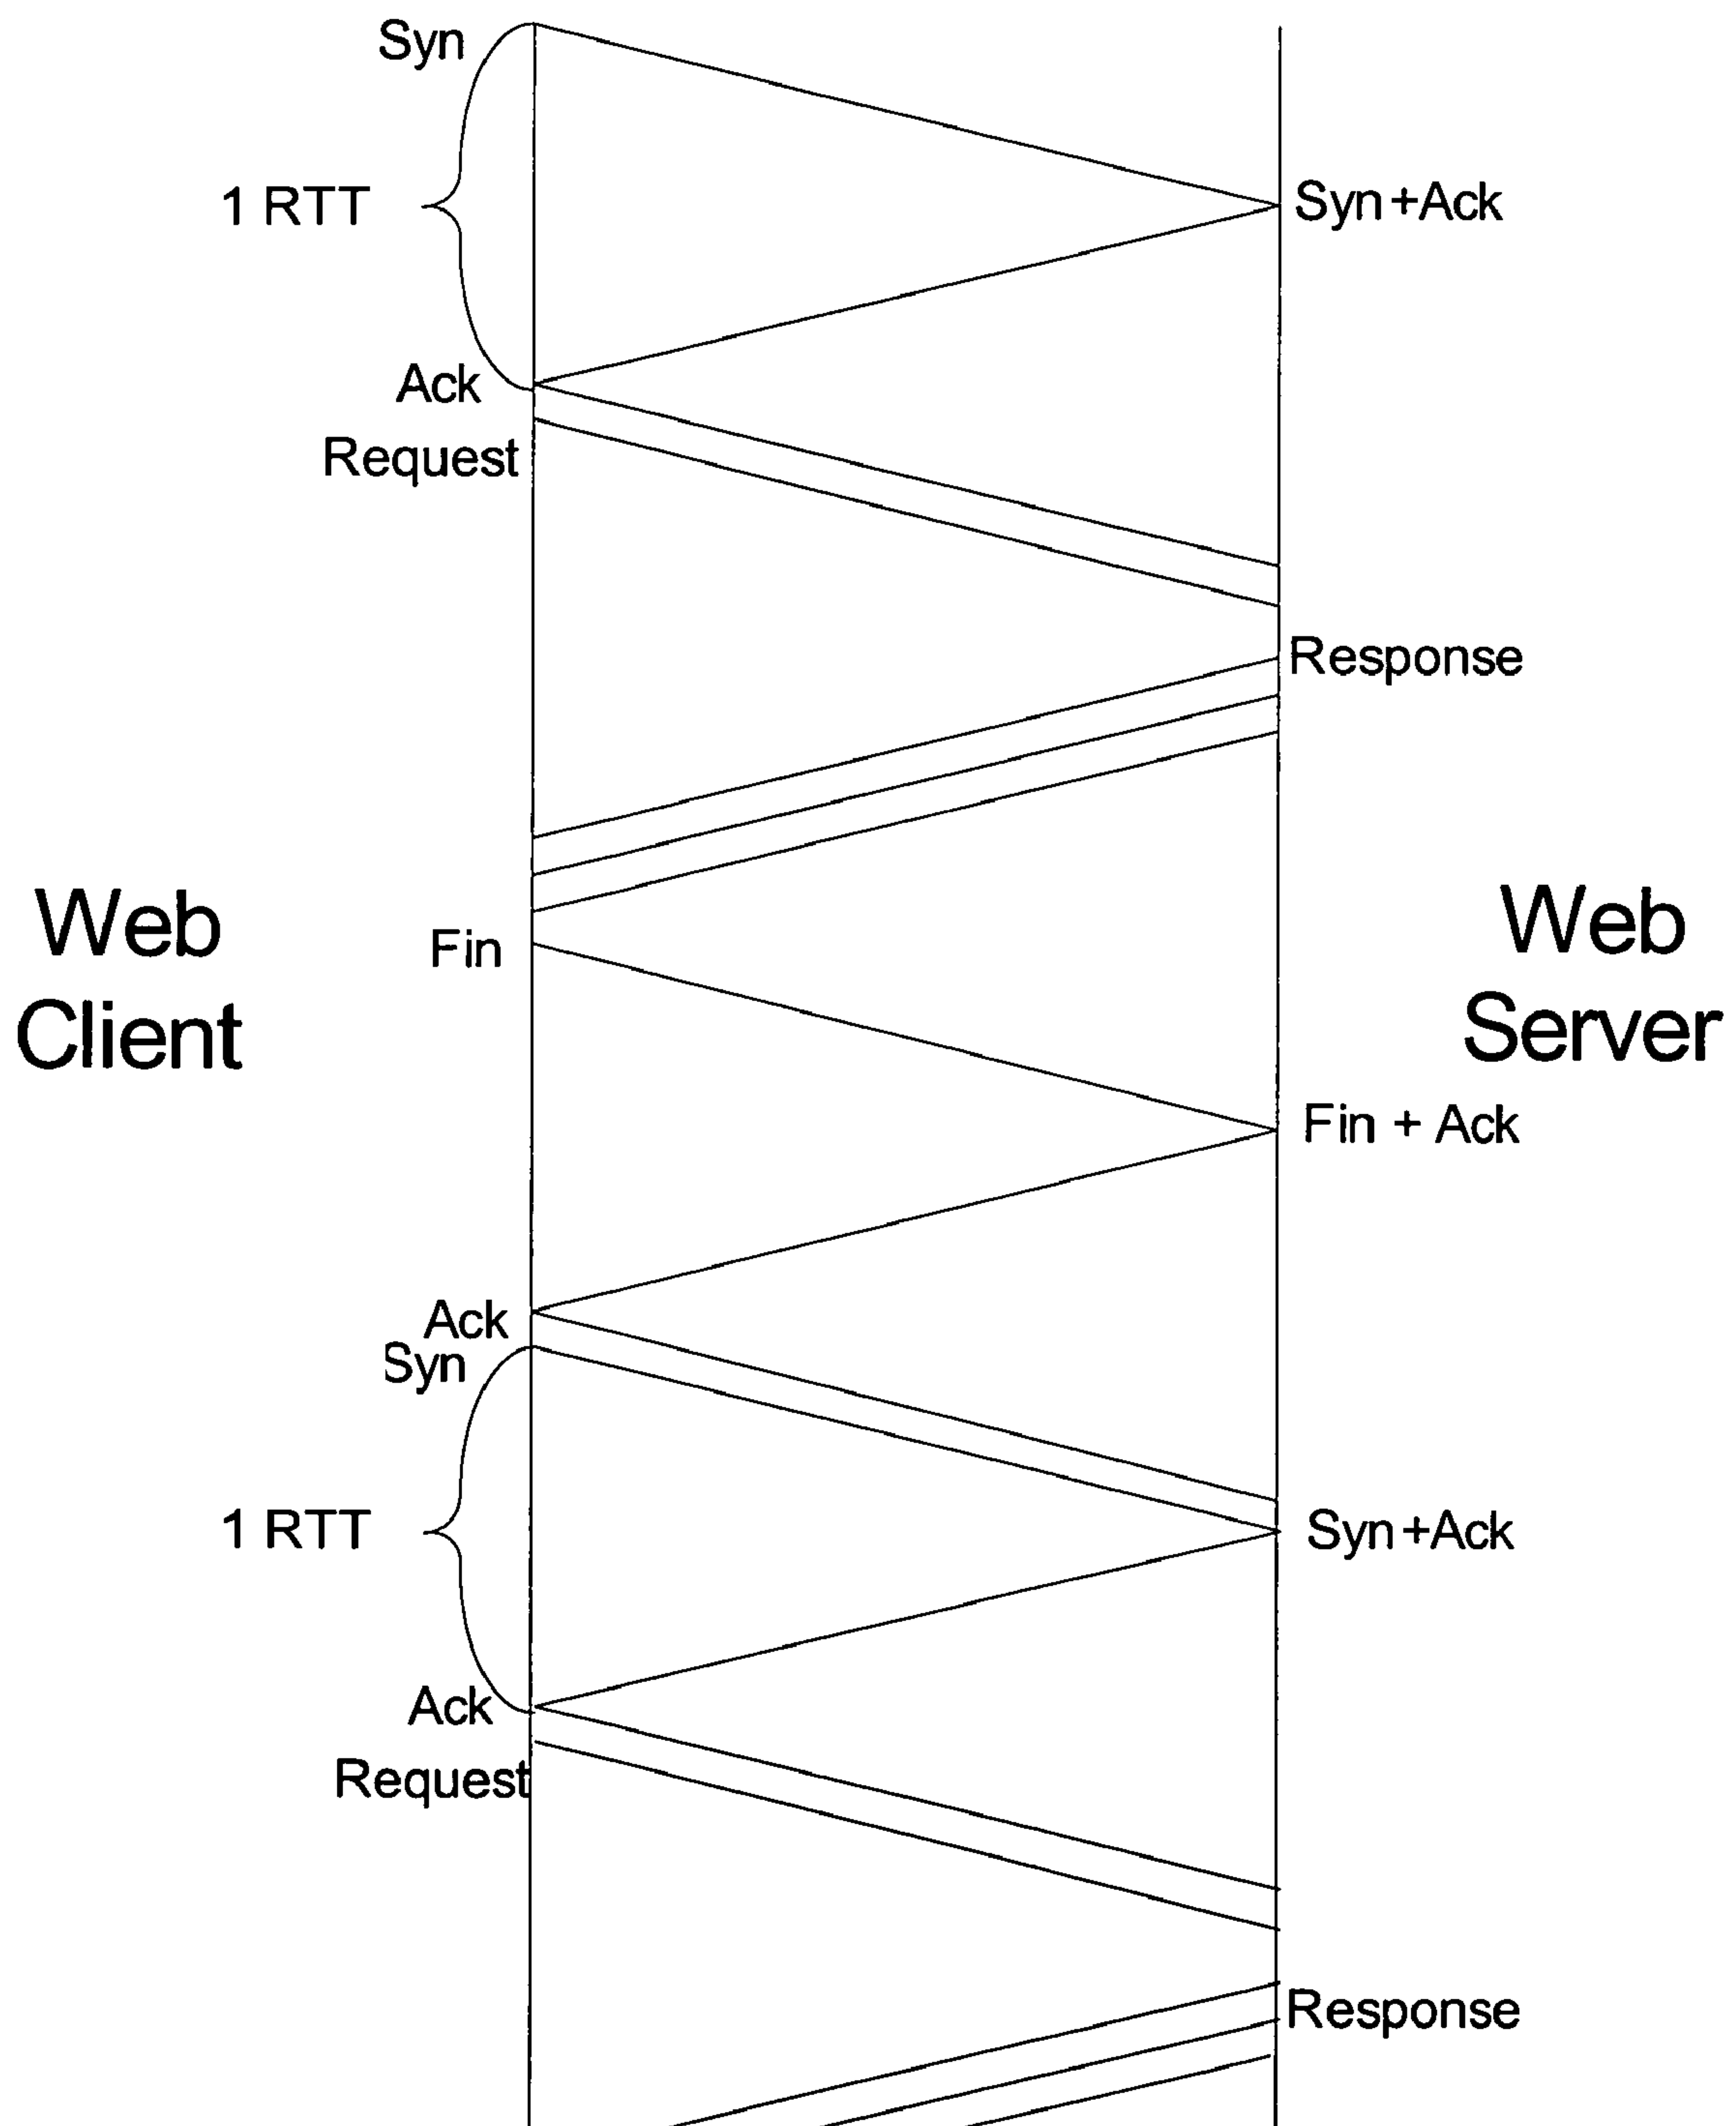 Syn
1 RTT
Syn+Ack
Ack
Request
Response
Web
Client
Web
Server
Fin
Fin + Ack
Ack
Syn
1 RTT
Syn+Ack
Ack
Request
Response